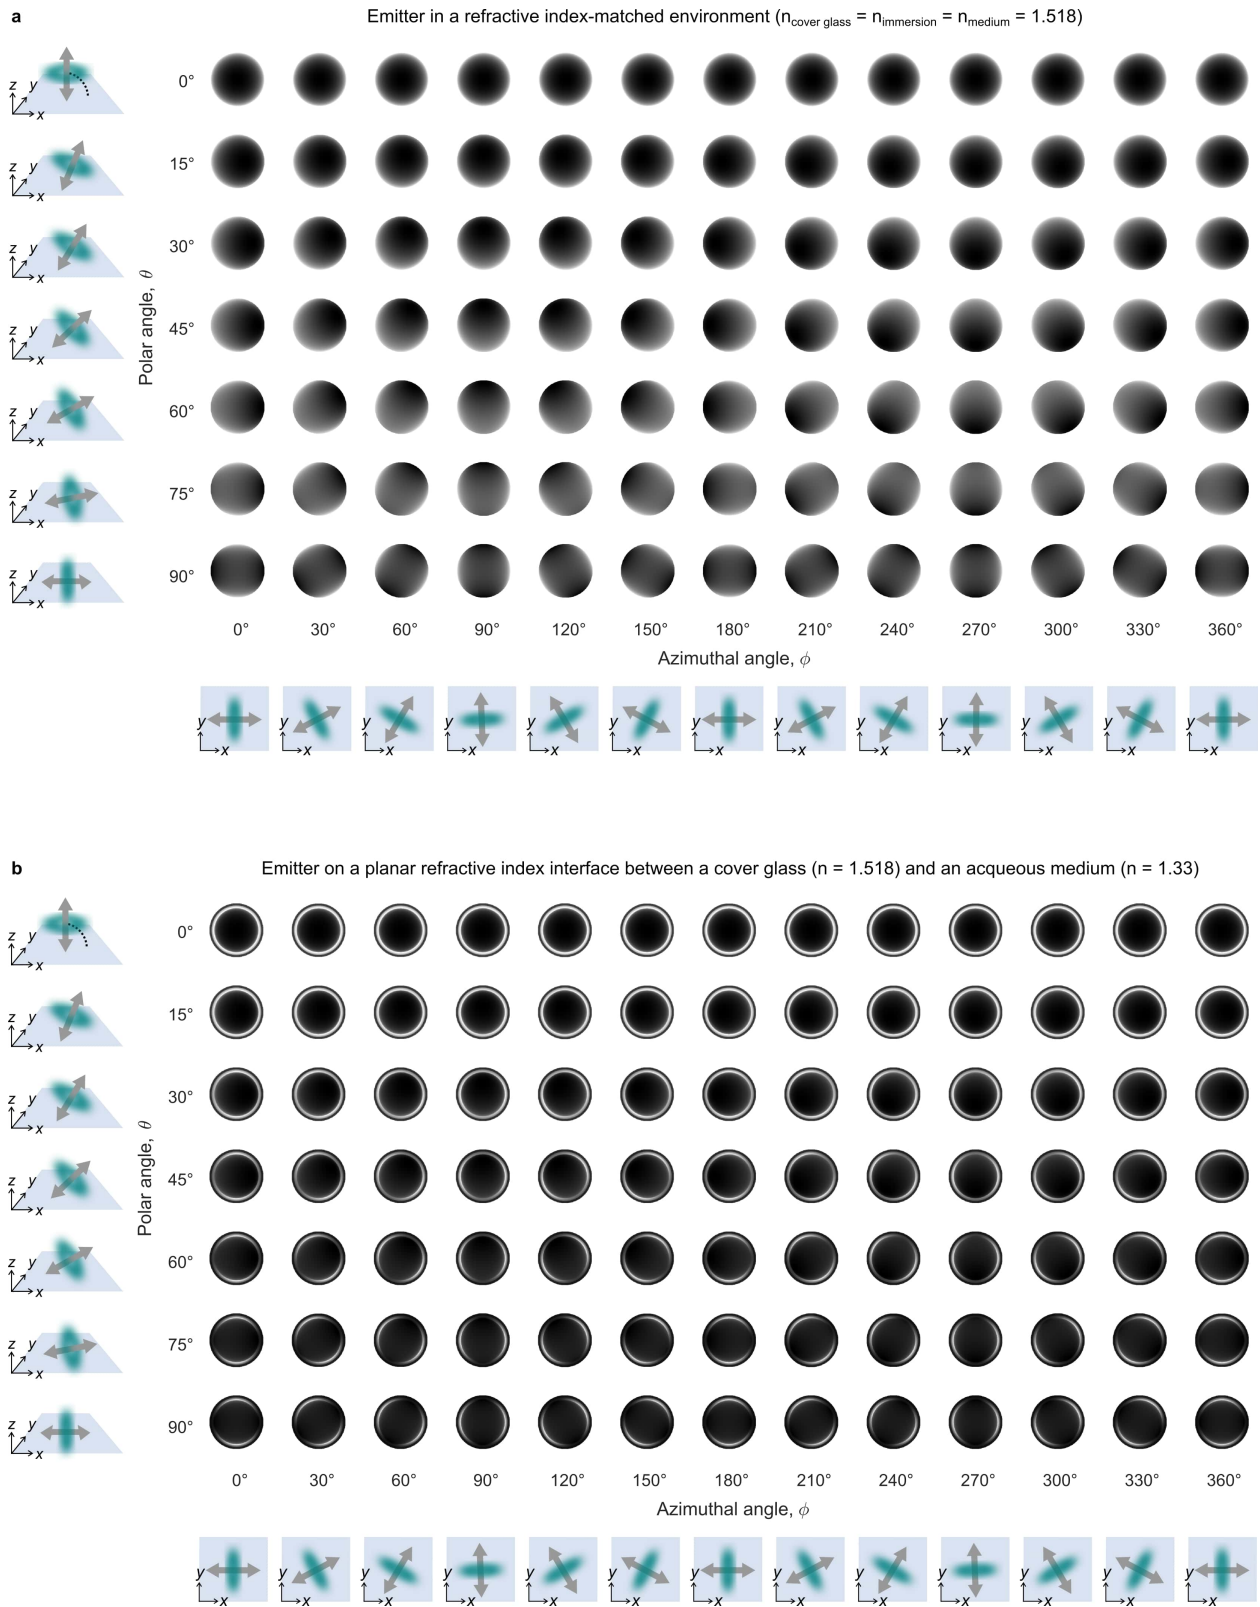 a
Emitter in a refractive index-matched environment (n cover glass = n immersion = n medium = 1.518)
z y x
0°
z y x
15°
z y x
30°
z y x
45°
z y x
60°
z y x
75°
z y x
90°
Polar angle, θ
0° 30° 60° 90° 120° 150° 180° 210° 240° 270° 300° 330° 360°
Azimuthal angle, ϕ
y y y y y y y y y y y y y
x x x x x x x x x x x x x
b
Emitter on a planar refractive index interface between a cover glass (n = 1.518) and an acqueous medium (n = 1.33)
z y x
0°
z y x
15°
z y x
30°
z y x
45°
z y x
60°
z y x
75°
z y x
90°
Polar angle, θ
0° 30° 60° 90° 120° 150° 180° 210° 240° 270° 300° 330° 360°
Azimuthal angle, ϕ
y y y y y y y y y y y y y
x x x x x x x x x x x x x